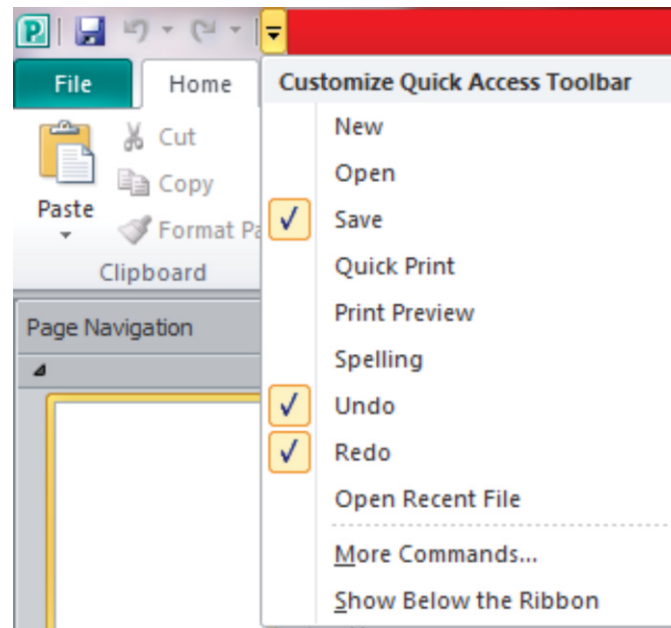 P
File Home
Customize Quick Access Toolbar
New
Open
Save
Quick Print
Print Preview
Spelling
Undo
Redo
Open Recent File
More Commands...
Show Below the Ribbon
Paste
Cut
Copy
Format Pa
Clipboard
Page Navigation